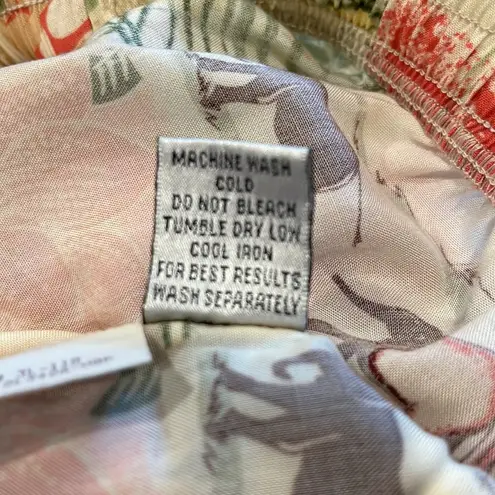 MACHINE WASH
COLD
DO NOT BLEACH
TUMBLE DRY LOW
COOL IRON
FOR BEST RESULTS
WASH SEPARATELY